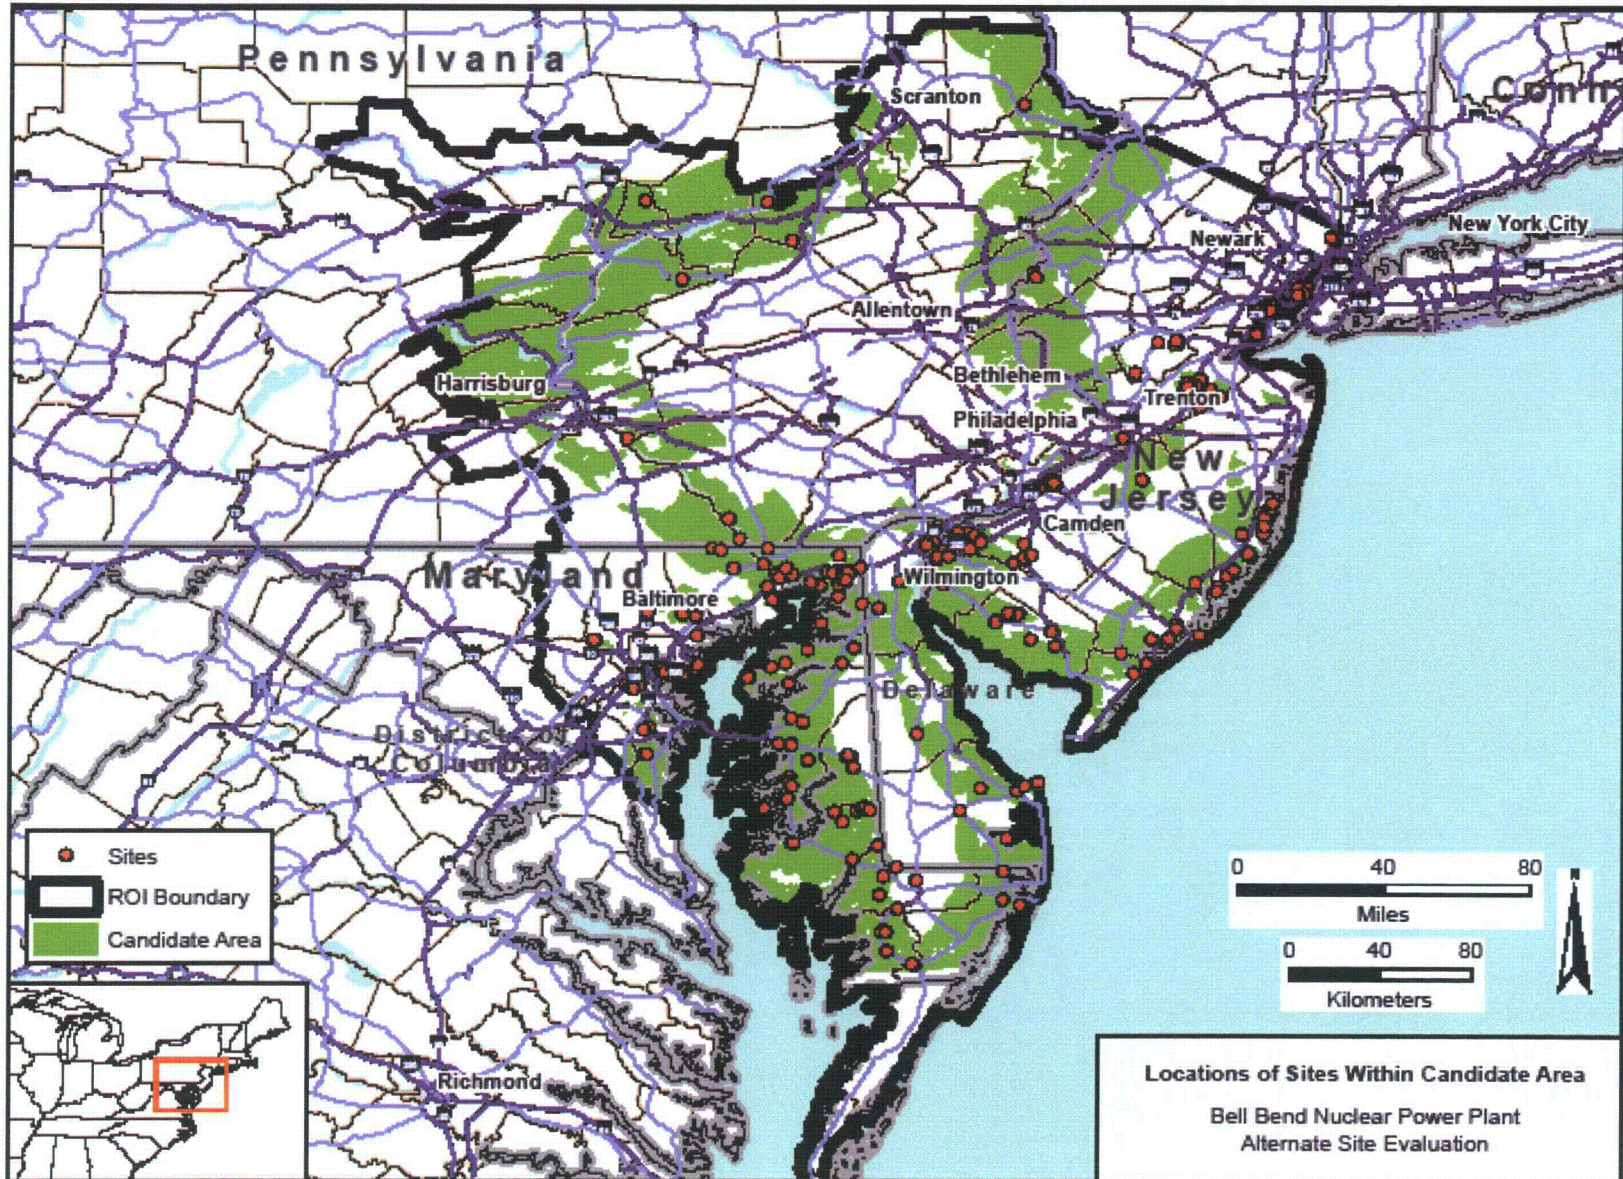 Pennsylvania
Conn
Scranton
New York City
Newark
Allentown
Harrisburg
Bethlehem
Trenton
Philadelphia
New
Jersey
Camden
Maryland
Wilmington
Baltimore
Delaware
District of
Columbia
Richmond
Sites
ROI Boundary
Candidate Area
0 40 80
Miles
0 40 80
Kilometers
N
Locations of Sites Within Candidate Area
Bell Bend Nuclear Power Plant
Alternate Site Evaluation